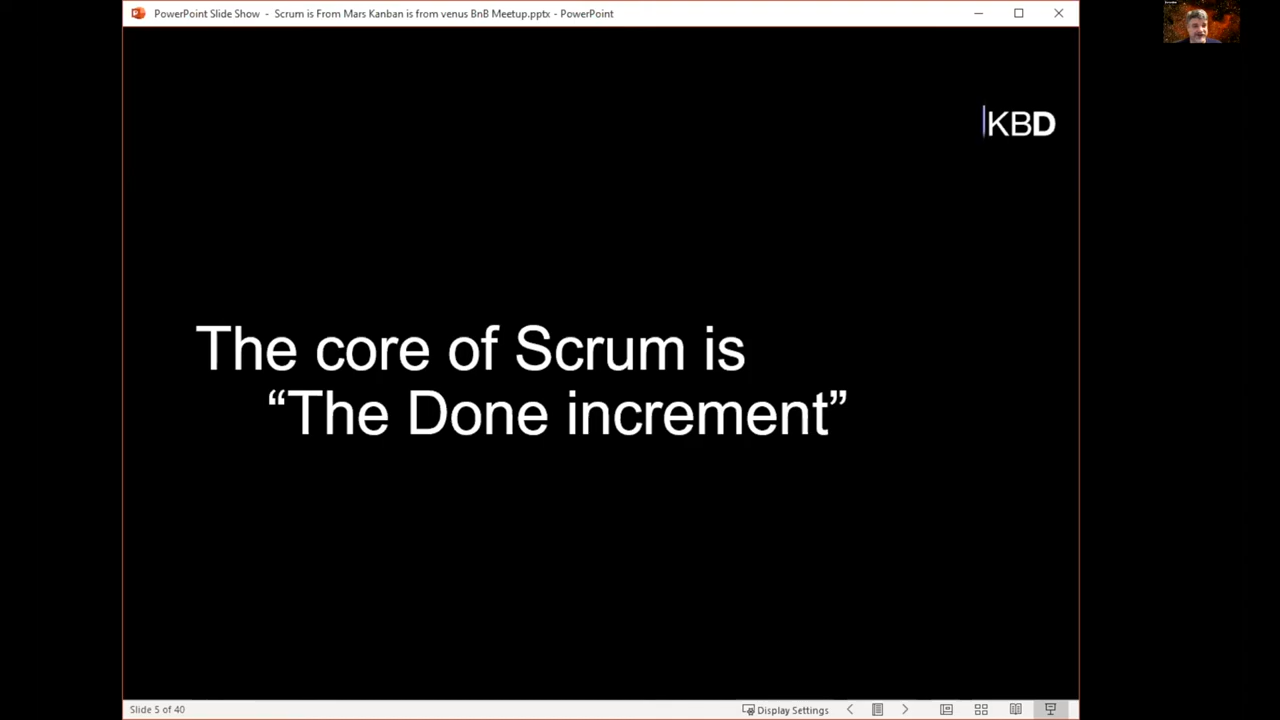 PowerPoint Slide Show - Scrum is From Mars Kanban is from venus BnB Meetup.pptx - PowerPoint
KBD
The core of Scrum is
“The Done increment”
Slide 5 of 40
Display Settings